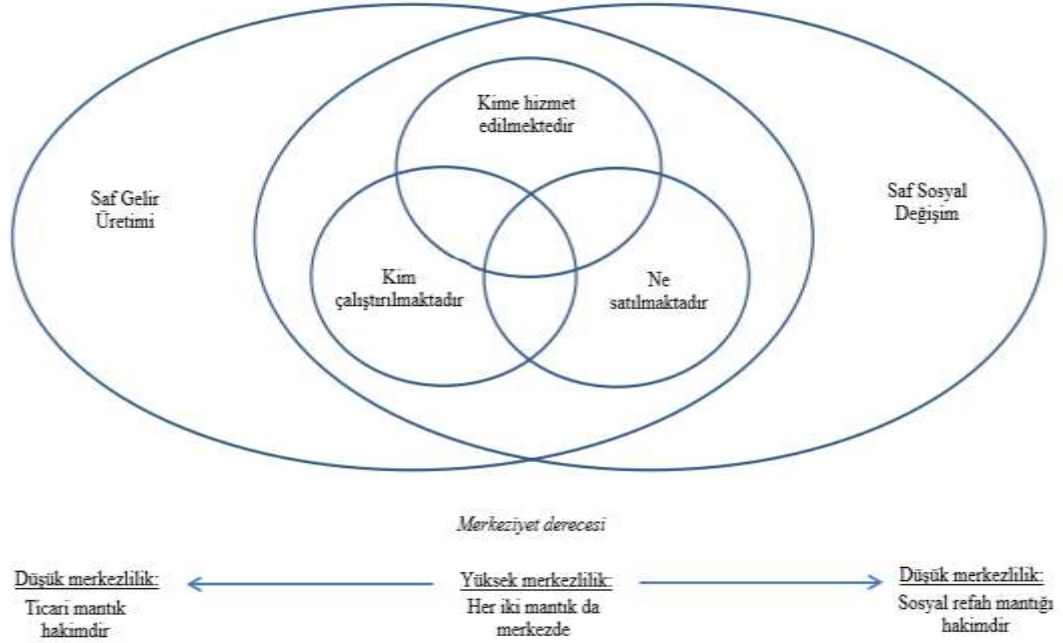 Kime hizmet
edilmektedir
Saf Gelir
Üretimi
Saf Sosyal
Değişim
Kim
çalıştırılmaktadır
Ne
satılmaktadır
Merkeziyet derecesi
Düşük merkezlilik:
Ticari mantık
hakimdir
Yüksek merkezlilik:
Her iki mantık da
merkezde
Düşük merkezlilik:
Sosyal refah mantığı
hakimdir